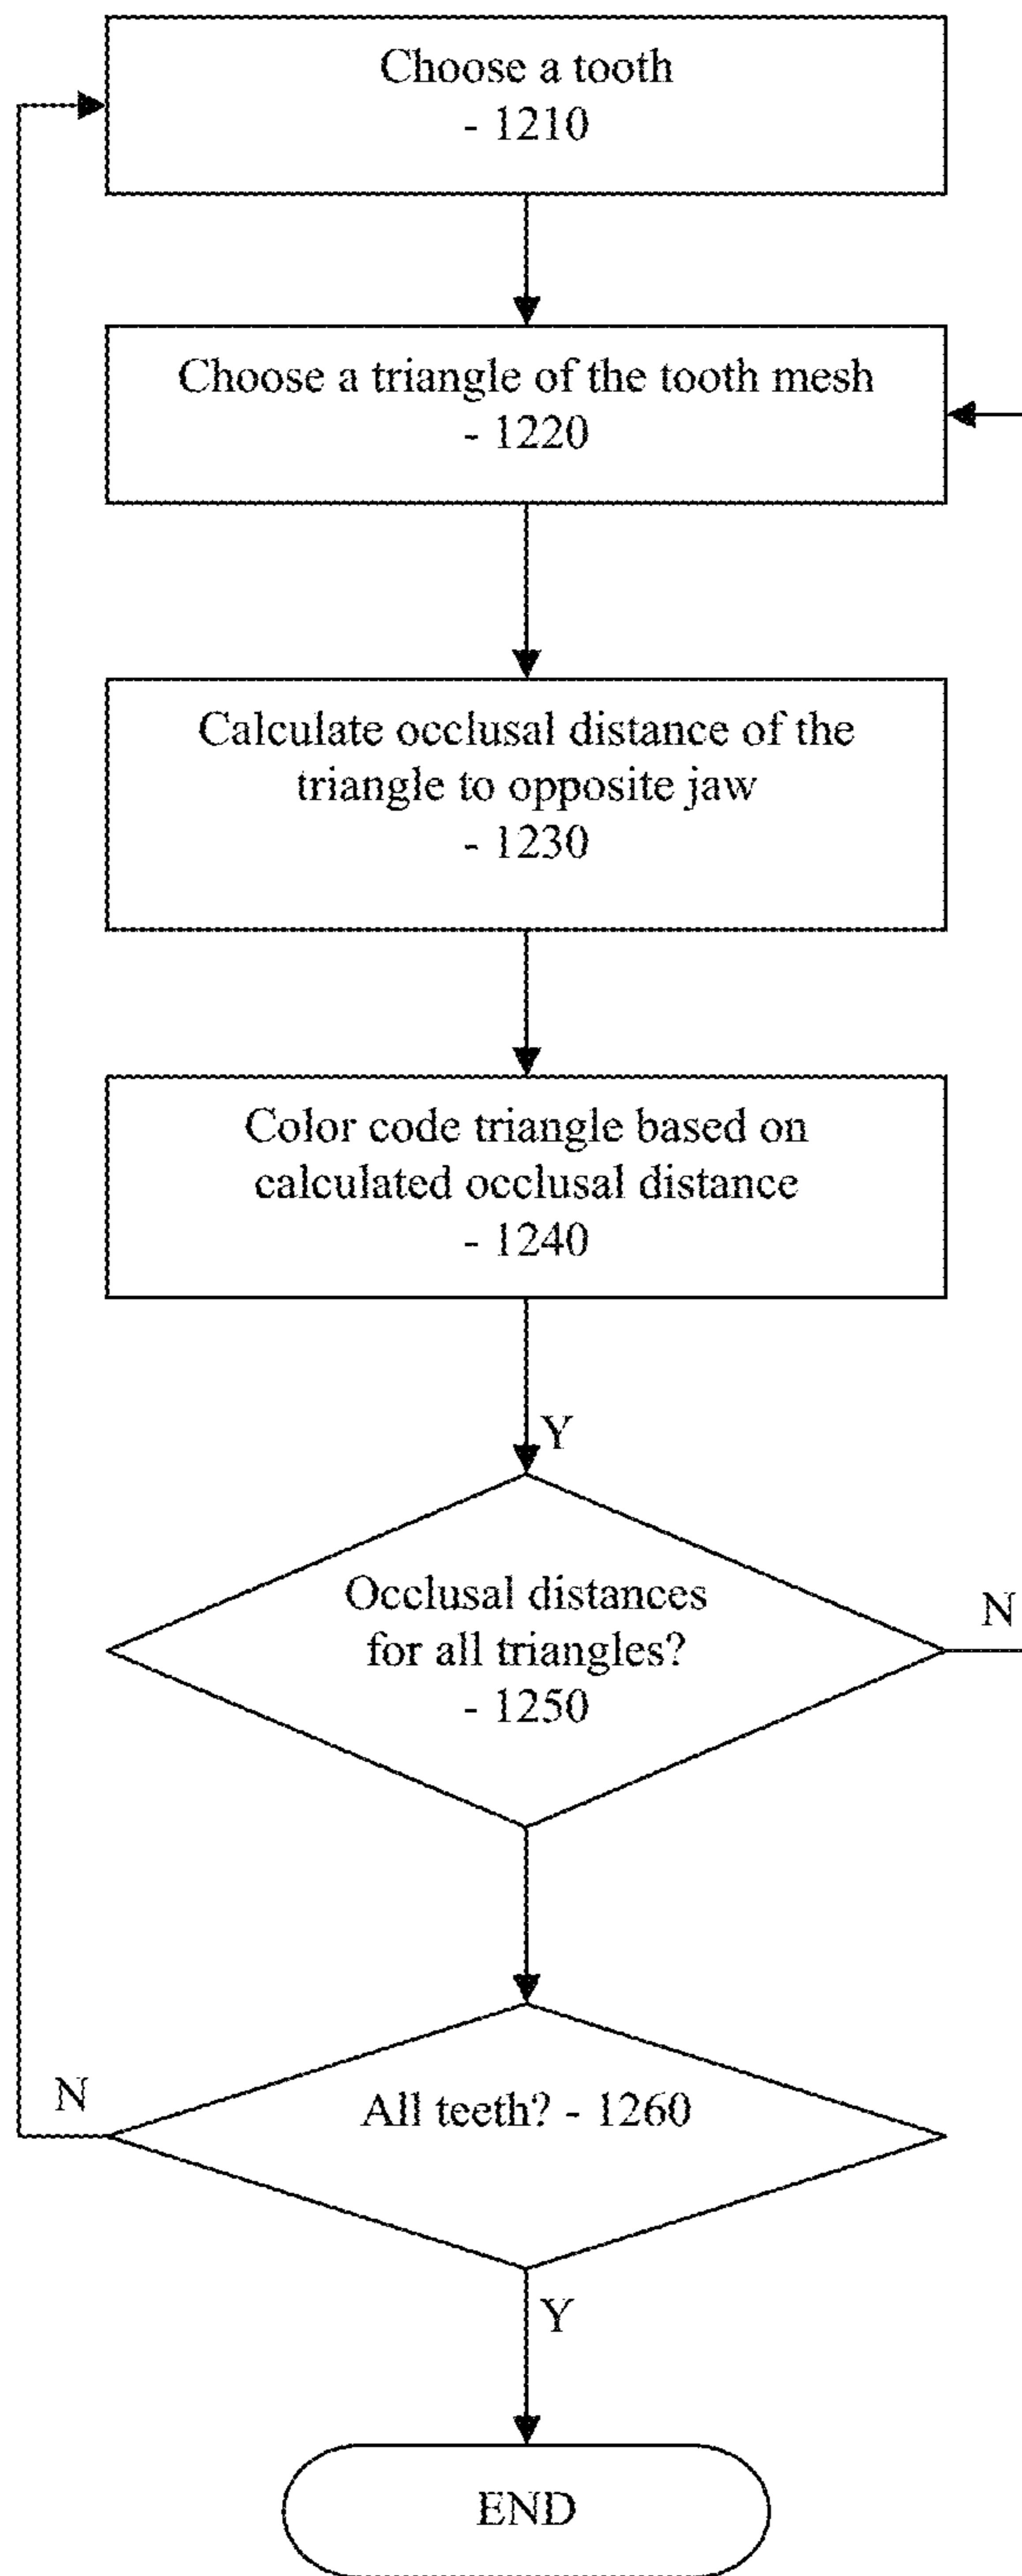 Choose a tooth
- 1210
Choose a triangle of the tooth mesh
- 1220
Calculate occlusal distance of the
triangle to opposite jaw
- 1230
Color code triangle based on
calculated occlusal distance
- 1240
Y
Occlusal distances
for all triangles?
- 1250
N
All teeth? - 1260
N
Y
END